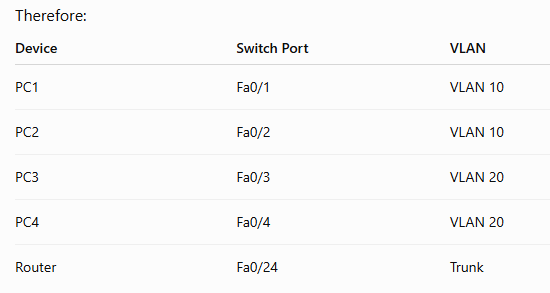 Therefore:
Device Switch Port VLAN
PC1 Fa0/1 VLAN 10
PC2 Fa0/2 VLAN 10
PC3 Fa0/3 VLAN 20
PC4 Fa0/4 VLAN 20
Router Fa0/24 Trunk